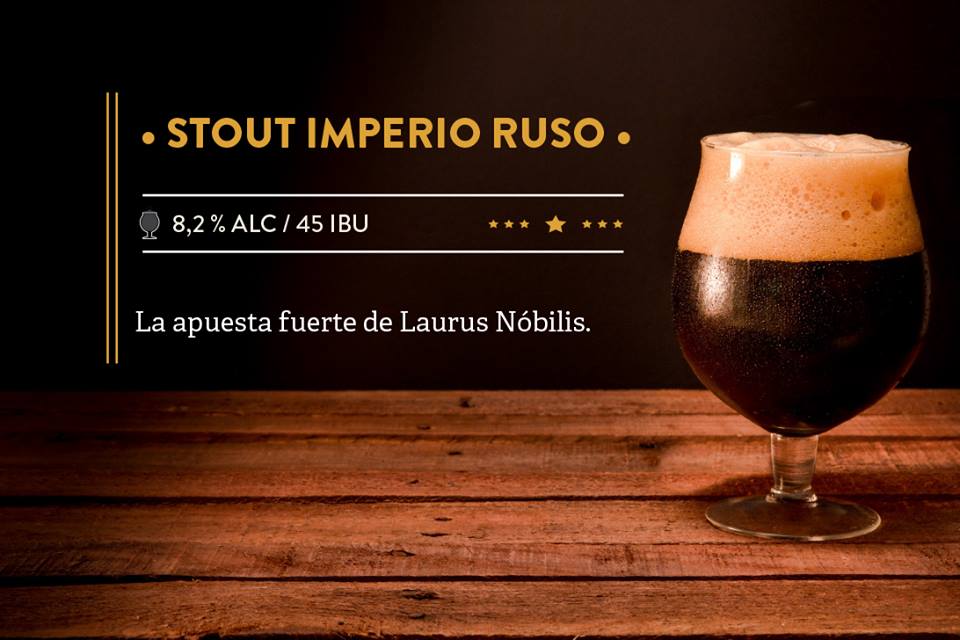 • STOUT IMPERIO RUSO •
8,2 % ALC / 45 IBU
La apuesta fuerte de Laurus Nóbilis.